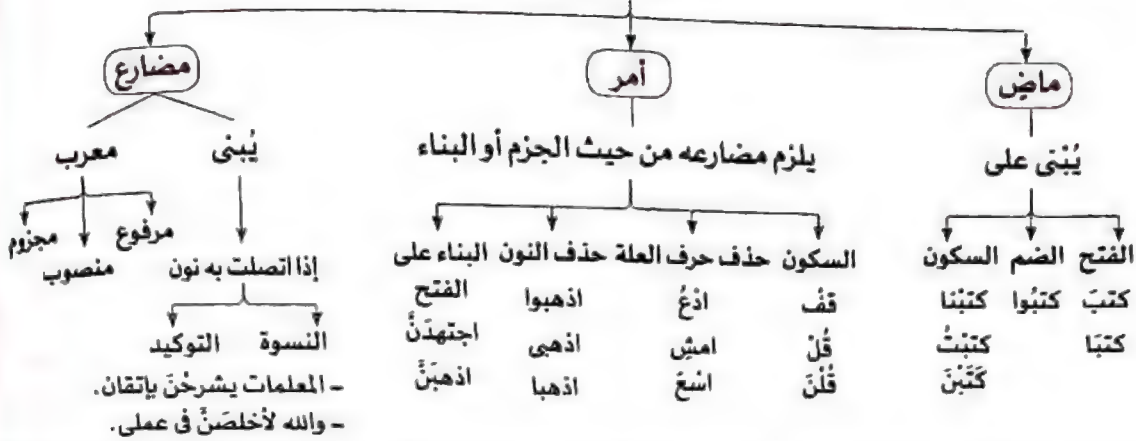 ماضٍ
يُبْنَى على
الفتح الضم السكون
كتبَ كتبُوا كتبْنا
كتبَا كتبْتُ
كَتَبْنَ
أمر
يلزم مضارعه من حيث الجزم أو البناء
السكون حذف حرف العلة حذف النون البناء على الفتح
قفْ ادْعُ اذهبوا اجتهدَنَّ
قُلْ امشِ اذهبى اذهبَنَّ
قُلْنَ اسْعَ اذهبا
مضارع
يُبنى معرب
مرفوع منصوب مجزوم
إذا اتصلت به نون
النسوة التوكيد
- المعلمات يشرحْنَ بإتقان.
- والله لأخلصَنَّ فى عملى.